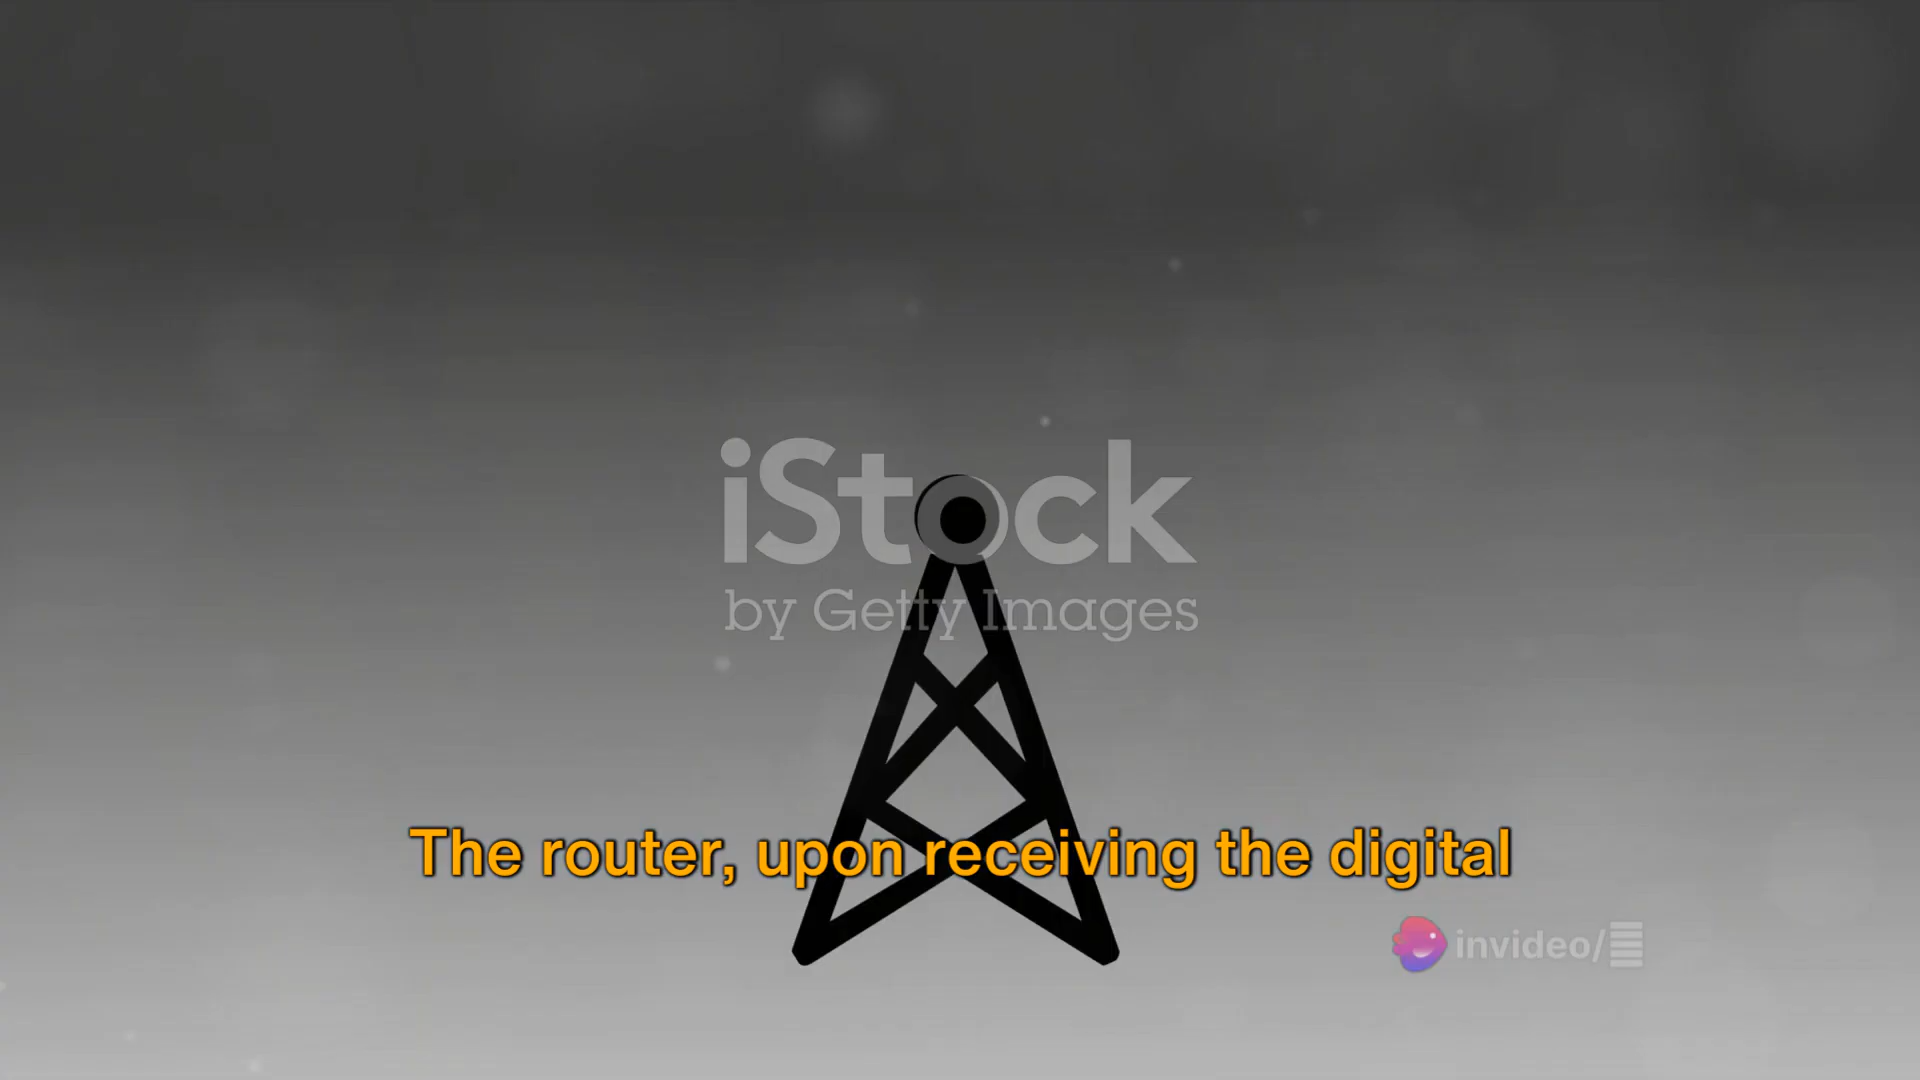 iStock
by Getty Images
The router, upon receiving the digital
invideo/